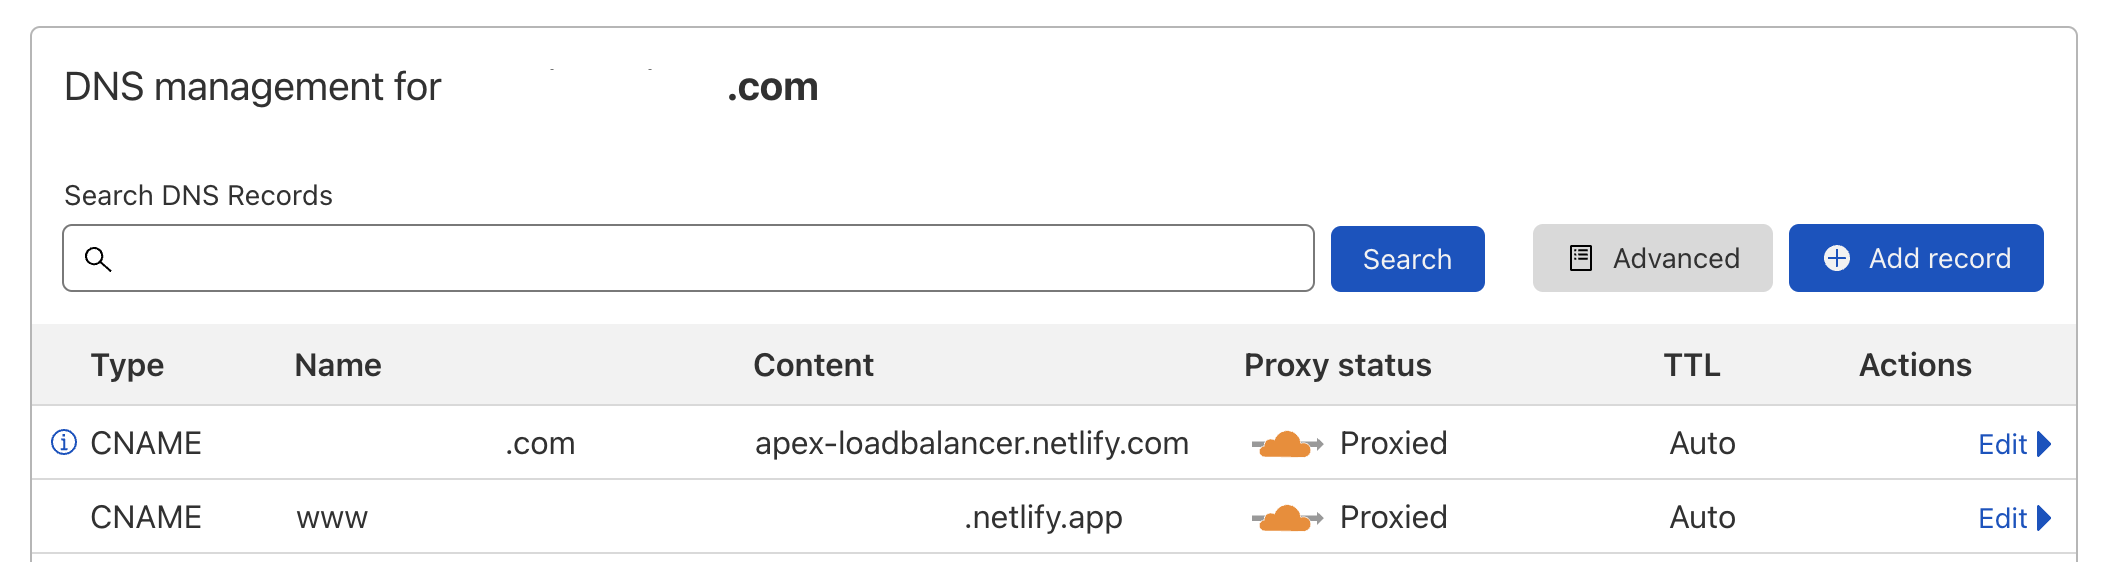 DNS management for .com
Search DNS Records
Search Advanced Add record
Type Name Content Proxy status TTL Actions
CNAME .com apex-loadbalancer.netlify.com Proxied Auto Edit
CNAME www .netlify.app Proxied Auto Edit